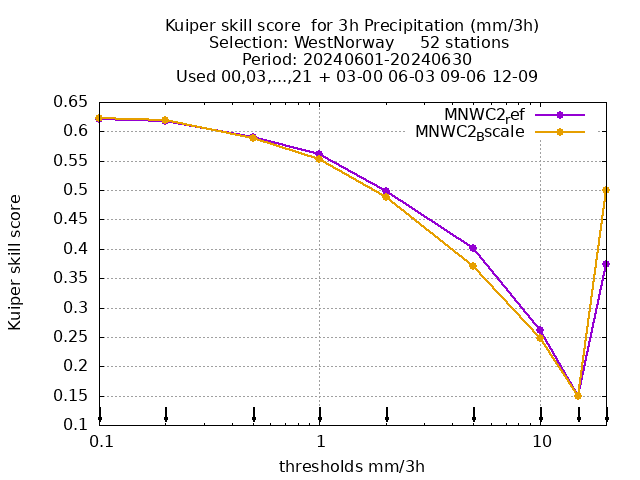 Kuiper skill score  for 3h Precipitation (mm/3h)
Selection: WestNorway     52 stations
Period: 20240601-20240630
Used 00,03,...,21 + 03-00 06-03 09-06 12-09
MNWC2_ref
MNWC2_Bscale
0.65
0.6
0.55
0.5
0.45
0.4
0.35
0.3
0.25
0.2
0.15
0.1
Kuiper skill score
0.1 1 10
thresholds mm/3h